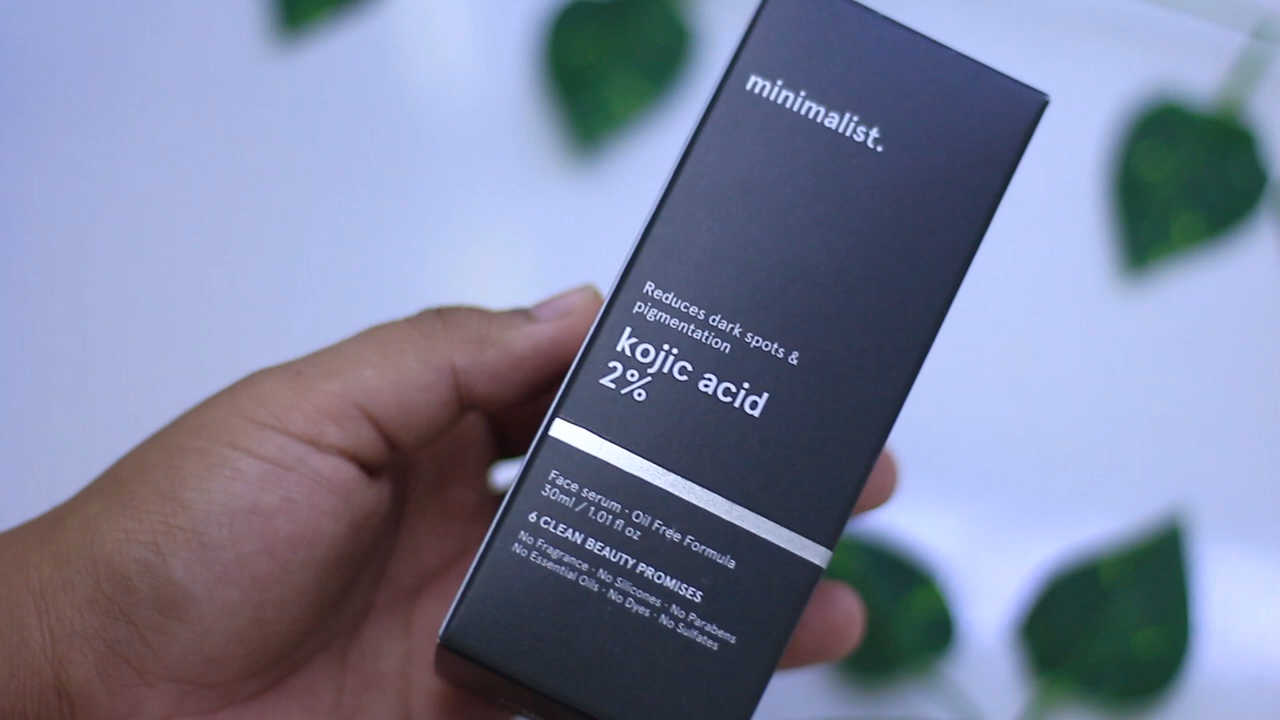 minimalist.
Reduces dark spots &
pigmentation
kojic acid
2%
Face serum · Oil Free Formula
30ml / 1.01 fl oz
6 CLEAN BEAUTY PROMISES
No Fragrance · No Silicones · No Parabens
No Essential Oils · No Dyes · No Sulfates